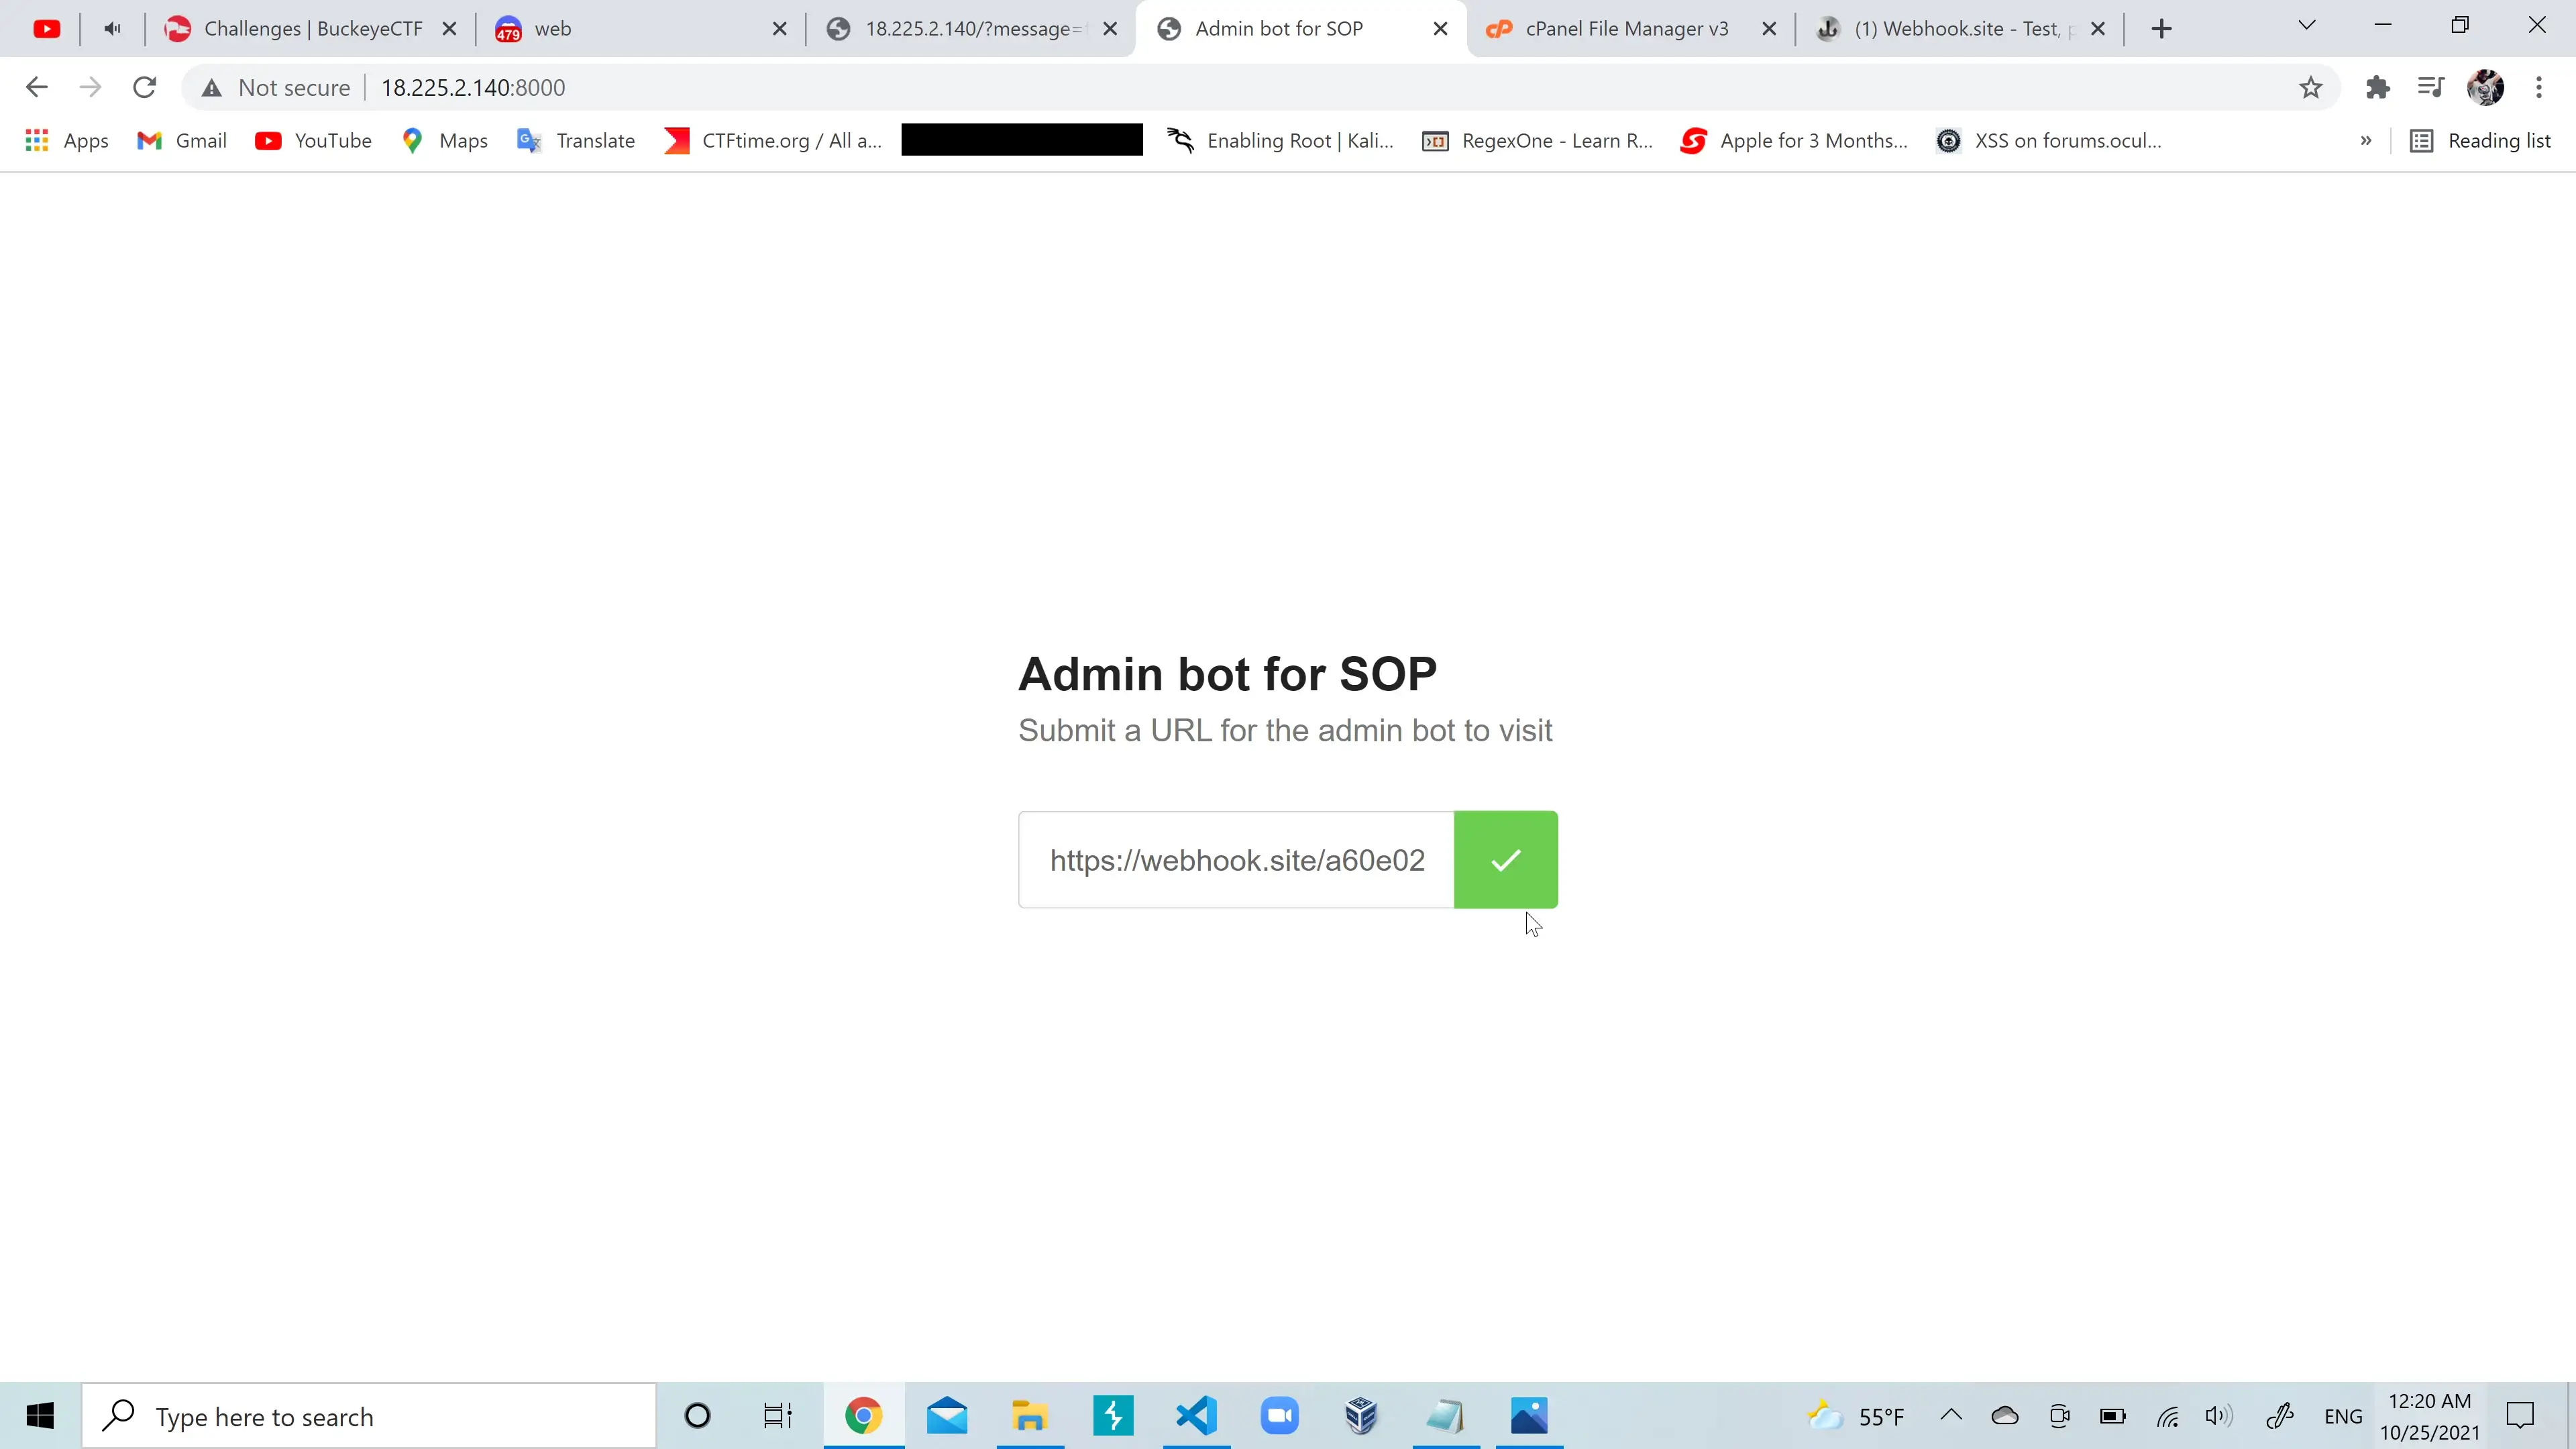 Challenges | BuckeyeCTF
479 web
18.225.2.140/?message=
Admin bot for SOP
cPanel File Manager v3
(1) Webhook.site - Test,
Not secure 18.225.2.140:8000
Apps Gmail YouTube Maps Translate CTFtime.org / All a... Enabling Root | Kali... RegexOne - Learn R... Apple for 3 Months... XSS on forums.ocul... » Reading list
Admin bot for SOP
Submit a URL for the admin bot to visit
https://webhook.site/a60e02
Type here to search
55°F
ENG
12:20 AM
10/25/2021